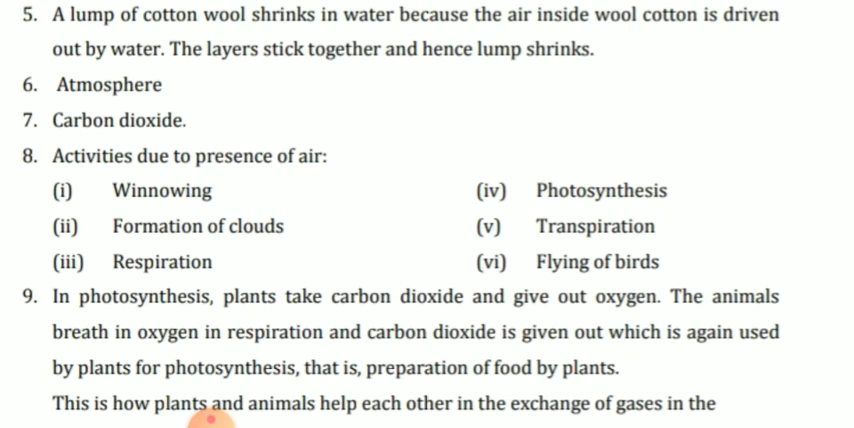 5. A lump of cotton wool shrinks in water because the air inside wool cotton is driven
out by water. The layers stick together and hence lump shrinks.
6. Atmosphere
7. Carbon dioxide.
8. Activities due to presence of air:
(i) Winnowing (iv) Photosynthesis
(ii) Formation of clouds (v) Transpiration
(iii) Respiration (vi) Flying of birds
9. In photosynthesis, plants take carbon dioxide and give out oxygen. The animals
breath in oxygen in respiration and carbon dioxide is given out which is again used
by plants for photosynthesis, that is, preparation of food by plants.
This is how plants and animals help each other in the exchange of gases in the